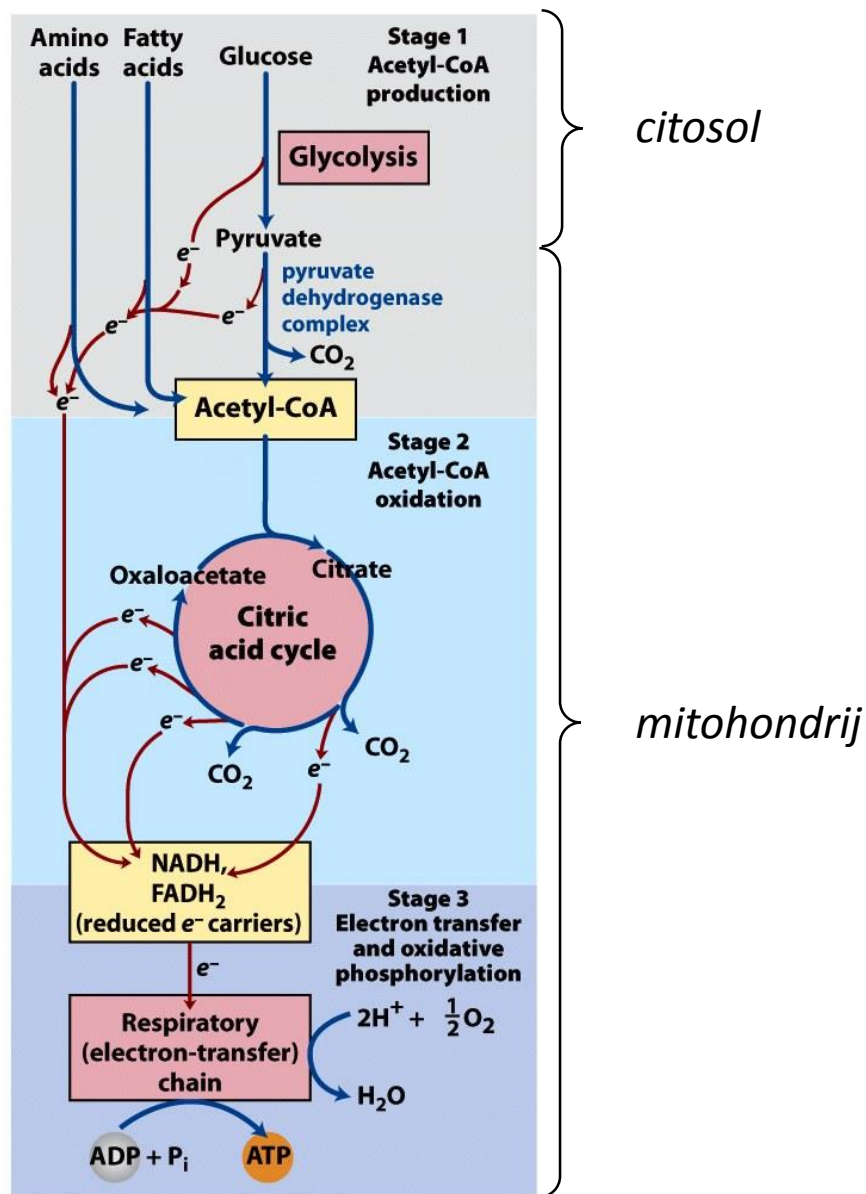 Amino
acids
Fatty
acids
Glucose
Stage 1
Acetyl-CoA
production
citosol
Glycolysis
e⁻
Pyruvate
pyruvate
dehydrogenase
complex
e⁻
e⁻
CO₂
e⁻
Acetyl-CoA
Stage 2
Acetyl-CoA
oxidation
Oxaloacetate
Citrate
Citric
acid cycle
e⁻
e⁻
e⁻
CO₂
e⁻
CO₂
mitohondrij
NADH,
FADH₂
(reduced e⁻ carriers)
Stage 3
Electron transfer
and oxidative
phosphorylation
e⁻
Respiratory
(electron-transfer)
chain
2H⁺ + ½O₂
H₂O
ADP + Pᵢ
ATP